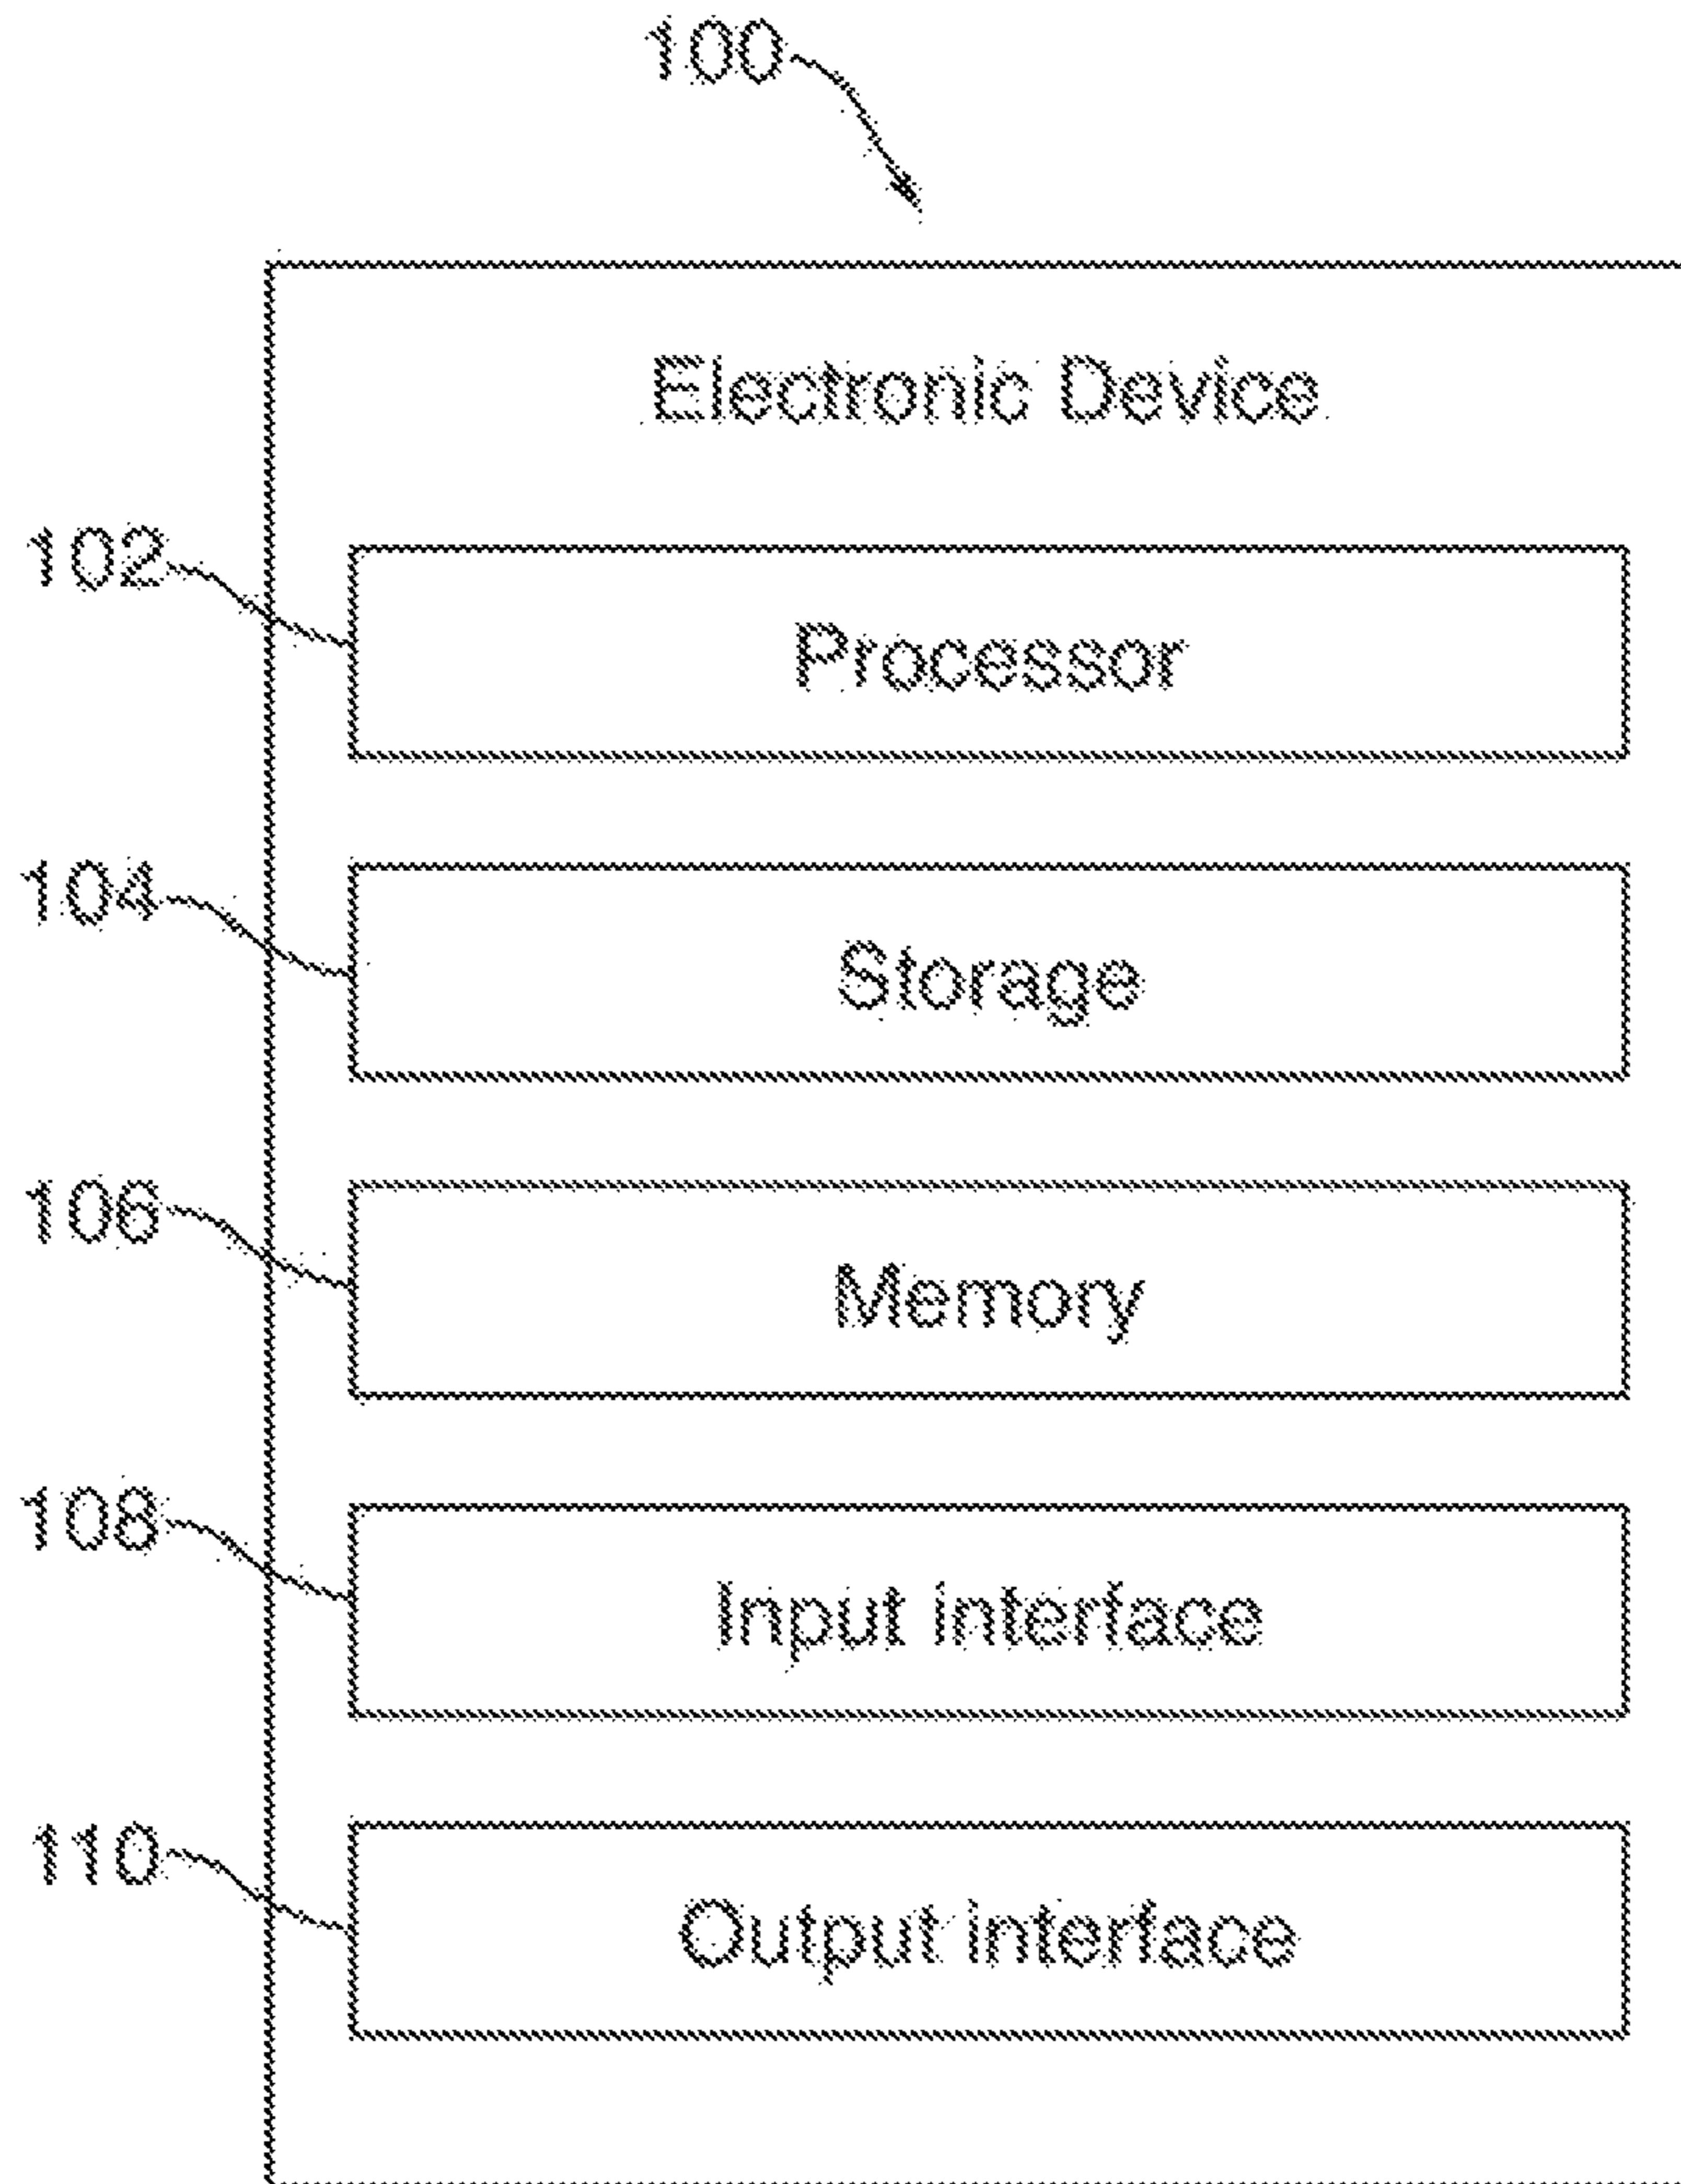 100
Electronic Device
102
Processor
104
Storage
106
Memory
108
Input interface
110
Output interface